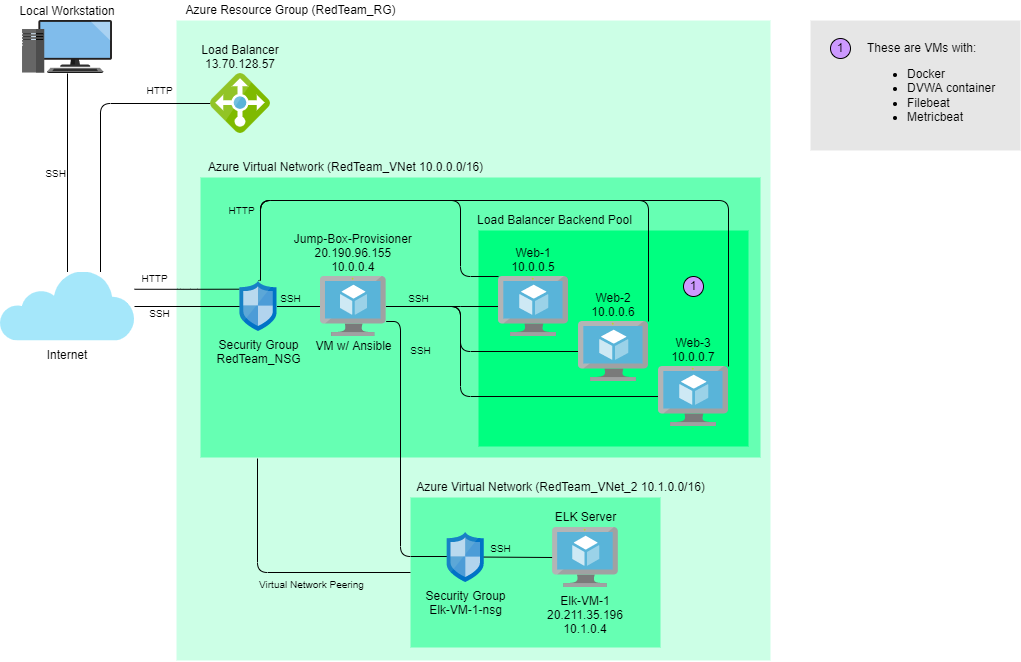 Local Workstation
Azure Resource Group (RedTeam_RG)
Load Balancer
13.70.128.57
HTTP
SSH
1
These are VMs with:
Docker
DVWA container
Filebeat
Metricbeat
Azure Virtual Network (RedTeam_VNet 10.0.0.0/16)
HTTP
Load Balancer Backend Pool
Jump-Box-Provisioner
20.190.96.155
10.0.0.4
Web-1
10.0.0.5
HTTP
SSH
SSH
SSH
1
Web-2
10.0.0.6
Internet
Security Group
RedTeam_NSG
VM w/ Ansible
SSH
Web-3
10.0.0.7
Azure Virtual Network (RedTeam_VNet_2 10.1.0.0/16)
ELK Server
SSH
Virtual Network Peering
Security Group
Elk-VM-1-nsg
Elk-VM-1
20.211.35.196
10.1.0.4